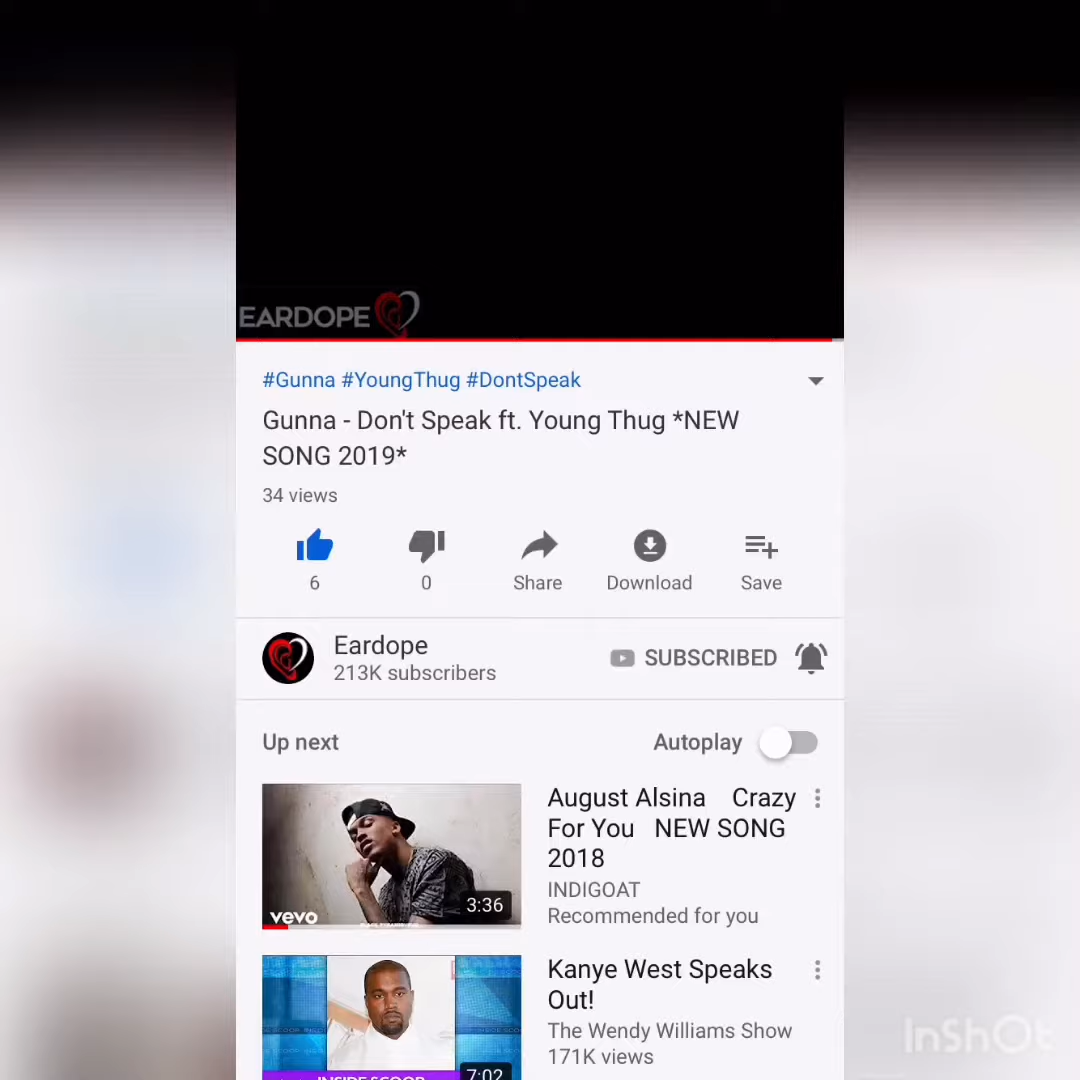 EARDOPE
#Gunna #YoungThug #DontSpeak
Gunna - Don't Speak ft. Young Thug *NEW
SONG 2019*
34 views
6
0
Share
Download
Save
Eardope
213K subscribers
SUBSCRIBED
Up next
Autoplay
August Alsina Crazy
For You NEW SONG
2018
INDIGOAT
Recommended for you
vevo
3:36
Kanye West Speaks
Out!
The Wendy Williams Show
171K views
INSIDE SCOOP
7:02
InShOt